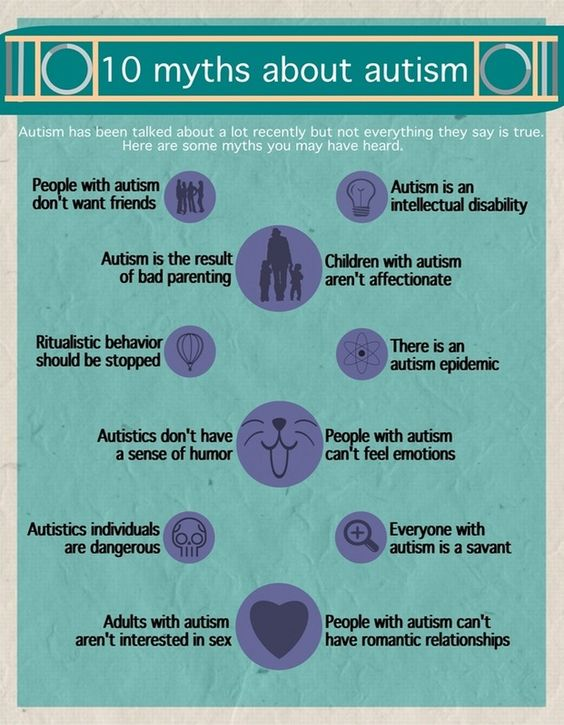 10 myths about autism
Autism has been talked about a lot recently but not everything they say is true.
Here are some myths you may have heard.
People with autism
don't want friends
Autism is an
intellectual disability
Autism is the result
of bad parenting
Children with autism
aren't affectionate
Ritualistic behavior
should be stopped
There is an
autism epidemic
Autistics don't have
a sense of humor
People with autism
can't feel emotions
Autistics individuals
are dangerous
Everyone with
autism is a savant
Adults with autism
aren't interested in sex
People with autism can't
have romantic relationships